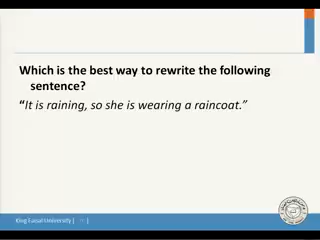 Which is the best way to rewrite the following
sentence?
“It is raining, so she is wearing a raincoat.”
King Faisal University |